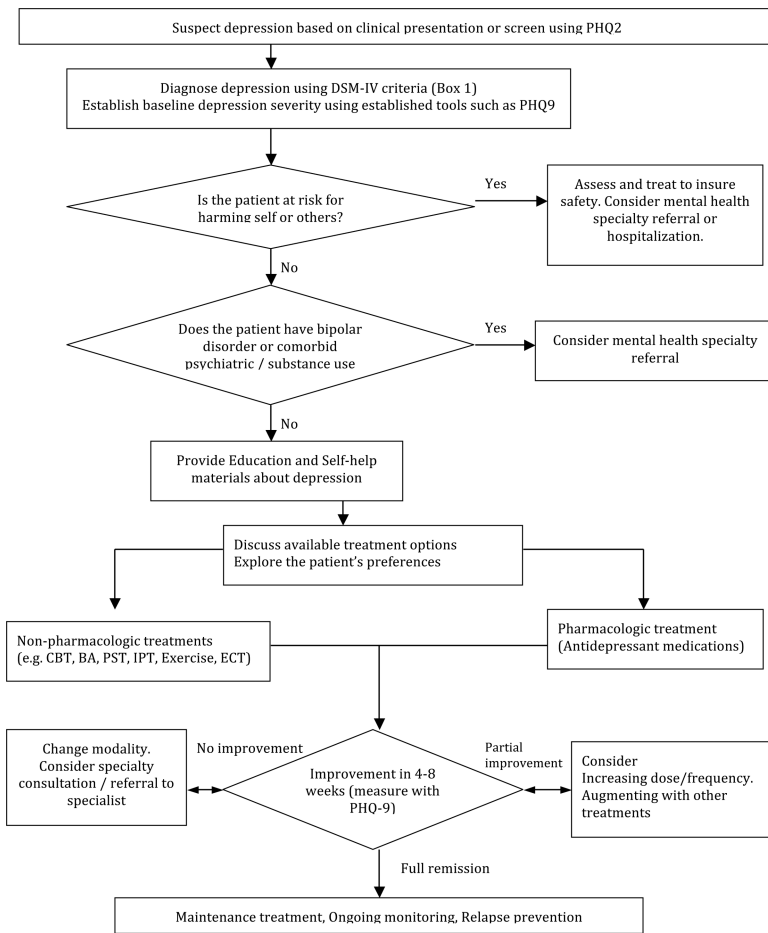 Suspect depression based on clinical presentation or screen using PHQ2
Diagnose depression using DSM-IV criteria (Box 1)
Establish baseline depression severity using established tools such as PHQ9
Is the patient at risk for
harming self or others?
Yes
Assess and treat to insure
safety. Consider mental health
specialty referral or
hospitalization.
No
Does the patient have bipolar
disorder or comorbid
psychiatric / substance use
Yes
Consider mental health specialty
referral
No
Provide Education and Self-help
materials about depression
Discuss available treatment options
Explore the patient's preferences
Non-pharmacologic treatments
(e.g. CBT, BA, PST, IPT, Exercise, ECT)
Pharmacologic treatment
(Antidepressant medications)
Change modality.
Consider specialty
consultation / referral to
specialist
No improvement
Improvement in 4-8
weeks (measure with
PHQ-9)
Partial
improvement
Consider
Increasing dose/frequency.
Augmenting with other
treatments
Full remission
Maintenance treatment, Ongoing monitoring, Relapse prevention